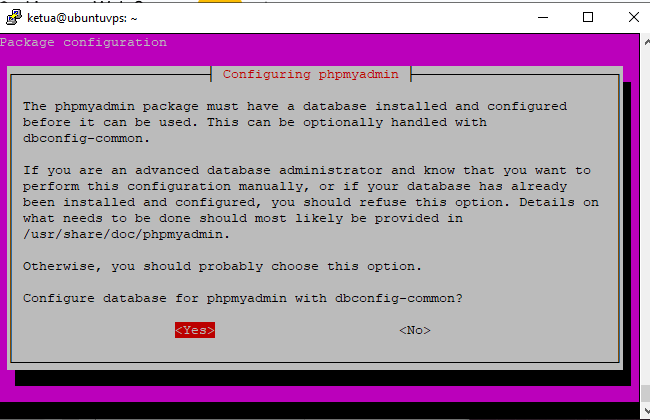 ketua@ubuntuvps: ~
Package configuration
Configuring phpmyadmin
The phpmyadmin package must have a database installed and configured
before it can be used. This can be optionally handled with
dbconfig-common.
If you are an advanced database administrator and know that you want to
perform this configuration manually, or if your database has already
been installed and configured, you should refuse this option. Details on
what needs to be done should most likely be provided in
/usr/share/doc/phpmyadmin.
Otherwise, you should probably choose this option.
Configure database for phpmyadmin with dbconfig-common?
<Yes> <No>